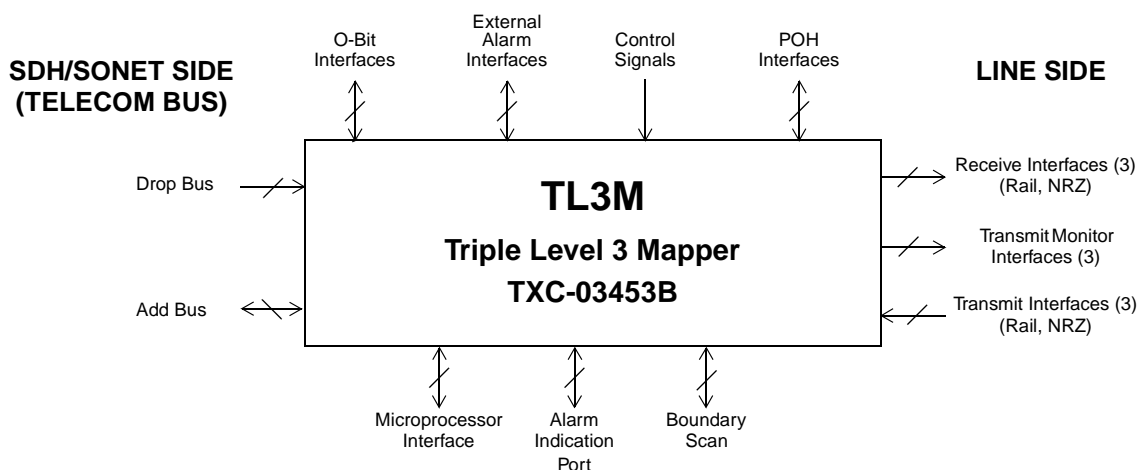 O-Bit
Interfaces
External
Alarm
Interfaces
Control
Signals
POH
Interfaces
SDH/SONET SIDE
(TELECOM BUS)
LINE SIDE
Drop Bus
Add Bus
TL3M
Triple Level 3 Mapper
TXC-03453B
Receive Interfaces (3)
(Rail, NRZ)
Transmit Monitor
Interfaces (3)
Transmit Interfaces (3)
(Rail, NRZ)
Microprocessor
Interface
Alarm
Indication
Port
Boundary
Scan